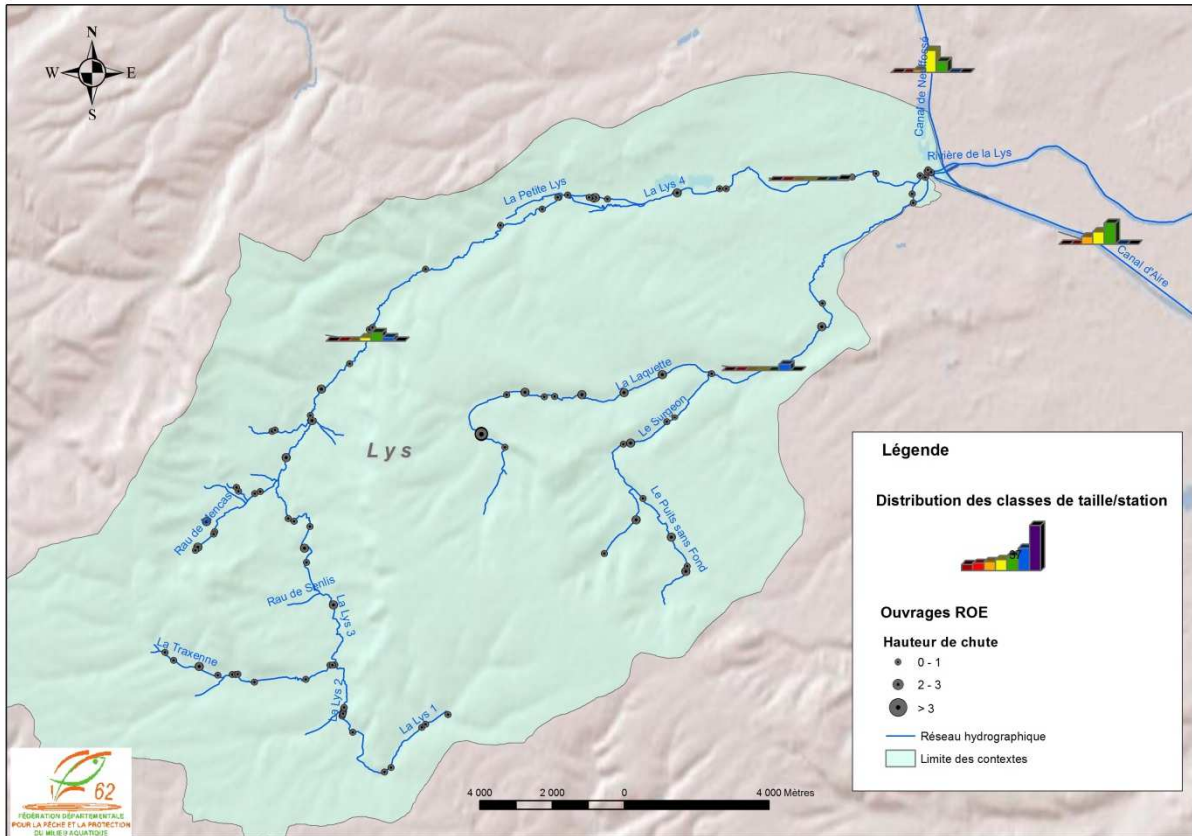 N
W E
S
Canal de Neuffossé
Rivière de la Lys
La Petite Lys
La Lys 4
Canal d'Aire
La Laquette
Le Surgeon
Lys
Rau de
Le Puits sans Fond
Rau de Senlis
La Lys 3
La Traxenne
La Lys 2
La Lys 1
Légende
Distribution des classes de taille/station
Ouvrages ROE
Hauteur de chute
0 - 1
2 - 3
> 3
Réseau hydrographique
Limite des contextes
4 000 2 000 0 4 000 Mètres
62
FÉDÉRATION DÉPARTEMENTALE
POUR LA PÊCHE ET LA PROTECTION
DU MILIEU AQUATIQUE